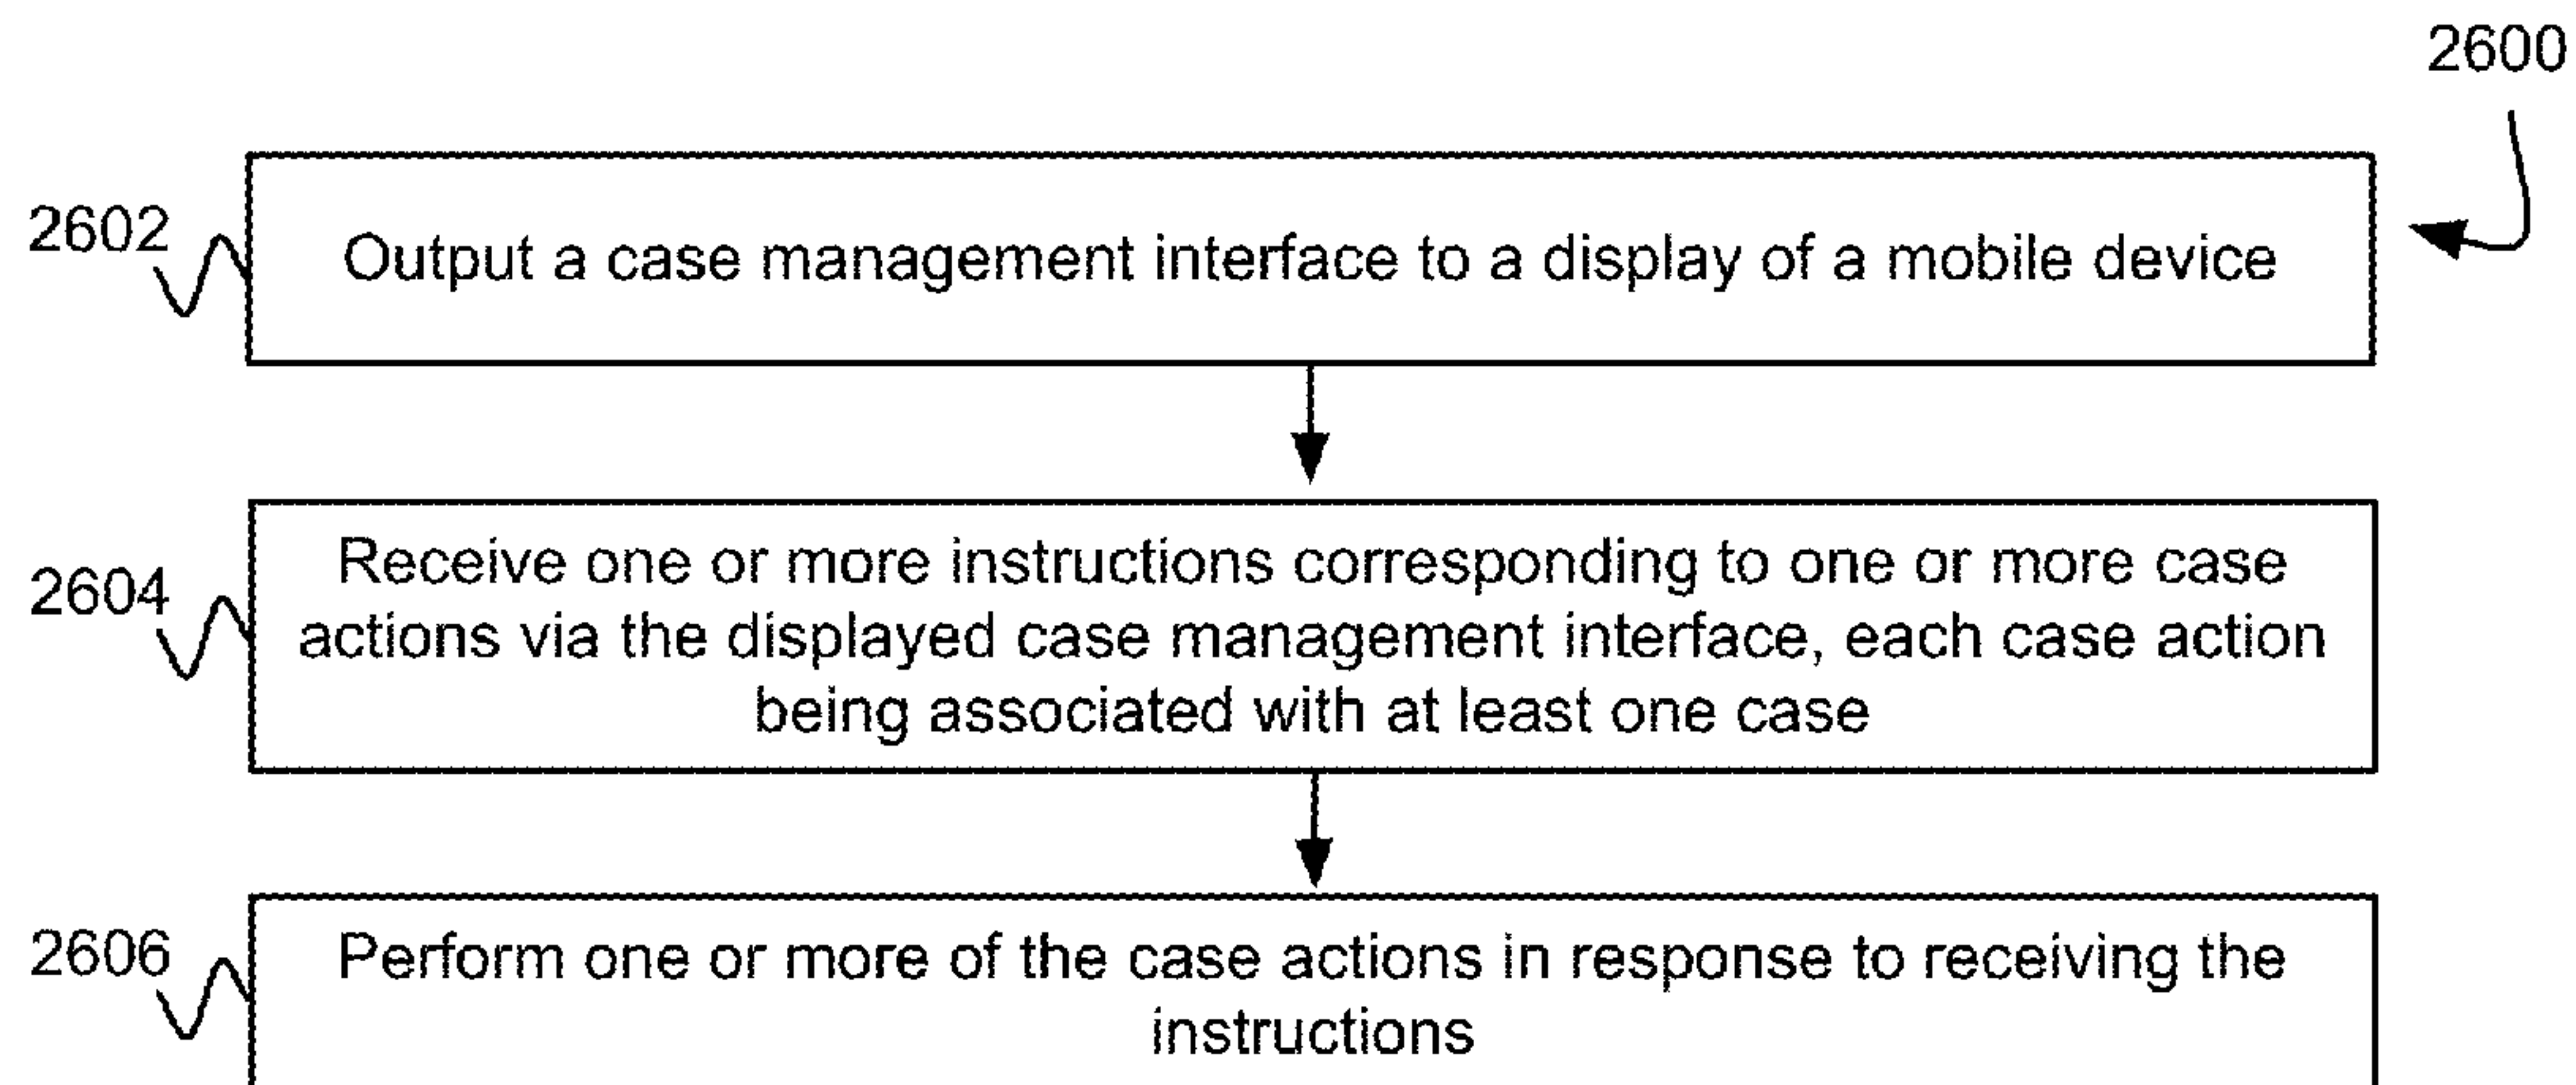 2600
2602
Output a case management interface to a display of a mobile device
2604
Receive one or more instructions corresponding to one or more case
actions via the displayed case management interface, each case action
being associated with at least one case
2606
Perform one or more of the case actions in response to receiving the
instructions